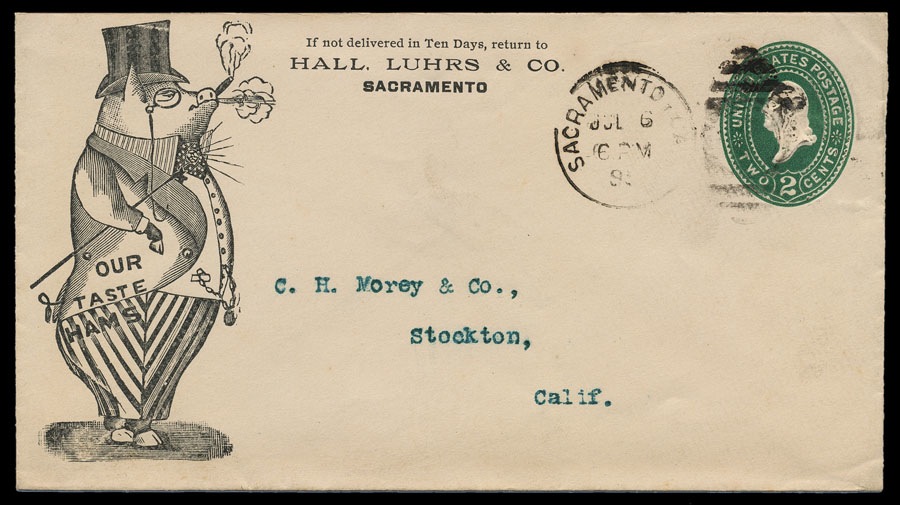 If not delivered in Ten Days, return to
HALL, LUHRS & CO.
SACRAMENTO
SACRAMENTO
JUL 6
6 PM
UNITED STATES POSTAGE
TWO 2 CENTS
OUR
TASTE
HAMS
C. H. Morey & Co.,
Stockton,
Calif.